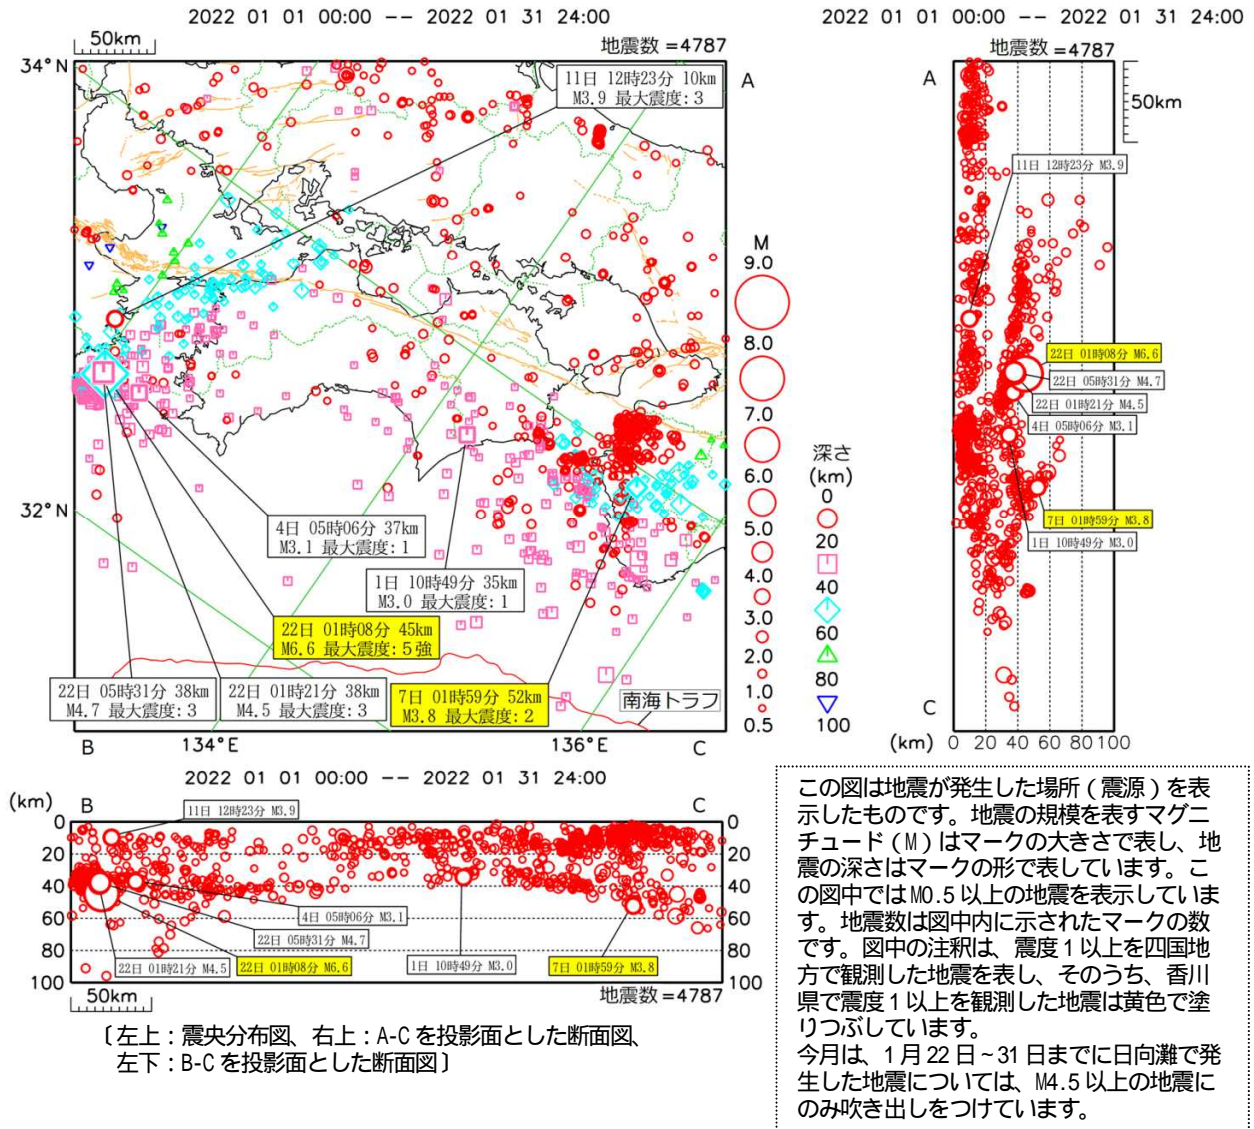 2022 01 01 00:00 -- 2022 01 31 24:00
50km
地震数=4787
34°N
32°N
134°E
136°E
A
B
C
11日 12時23分 10km
M3.9 最大震度:3
4日 05時06分 37km
M3.1 最大震度:1
1日 10時49分 35km
M3.0 最大震度:1
22日 01時08分 45km
M6.6 最大震度:5強
22日 05時31分 38km
M4.7 最大震度:3
22日 01時21分 38km
M4.5 最大震度:3
7日 01時59分 52km
M3.8 最大震度:2
南海トラフ
M
9.0
8.0
7.0
6.0
5.0
4.0
3.0
2.0
1.0
0.5
深さ
(km)
0
20
40
60
80
100
2022 01 01 00:00 -- 2022 01 31 24:00
地震数=4787
A
50km
11日 12時23分 M3.9
22日 01時08分 M6.6
22日 05時31分 M4.7
22日 01時21分 M4.5
4日 05時06分 M3.1
7日 01時59分 M3.8
1日 10時49分 M3.0
C
(km) 0 20 40 60 80 100
2022 01 01 00:00 -- 2022 01 31 24:00
(km) B C
0 0
20 20
40 40
60 60
80 80
100 100
11日 12時23分 M3.9
4日 05時06分 M3.1
22日 05時31分 M4.7
22日 01時21分 M4.5
22日 01時08分 M6.6
1日 10時49分 M3.0
7日 01時59分 M3.8
50km
地震数=4787
〔左上：震央分布図、右上：A-Cを投影面とした断面図、
左下：B-Cを投影面とした断面図〕
この図は地震が発生した場所（震源）を表
示したものです。地震の規模を表すマグニ
チュード（M）はマークの大きさで表し、地
震の深さはマークの形で表しています。こ
の図中ではM0.5以上の地震を表示していま
す。地震数は図中内に示されたマークの数
です。図中の注釈は、震度1以上を四国地
方で観測した地震を表し、そのうち、香川
県で震度1以上を観測した地震は黄色で塗
りつぶしています。
今月は、1月22日~31日までに日向灘で発
生した地震については、M4.5以上の地震に
のみ吹き出しをつけています。